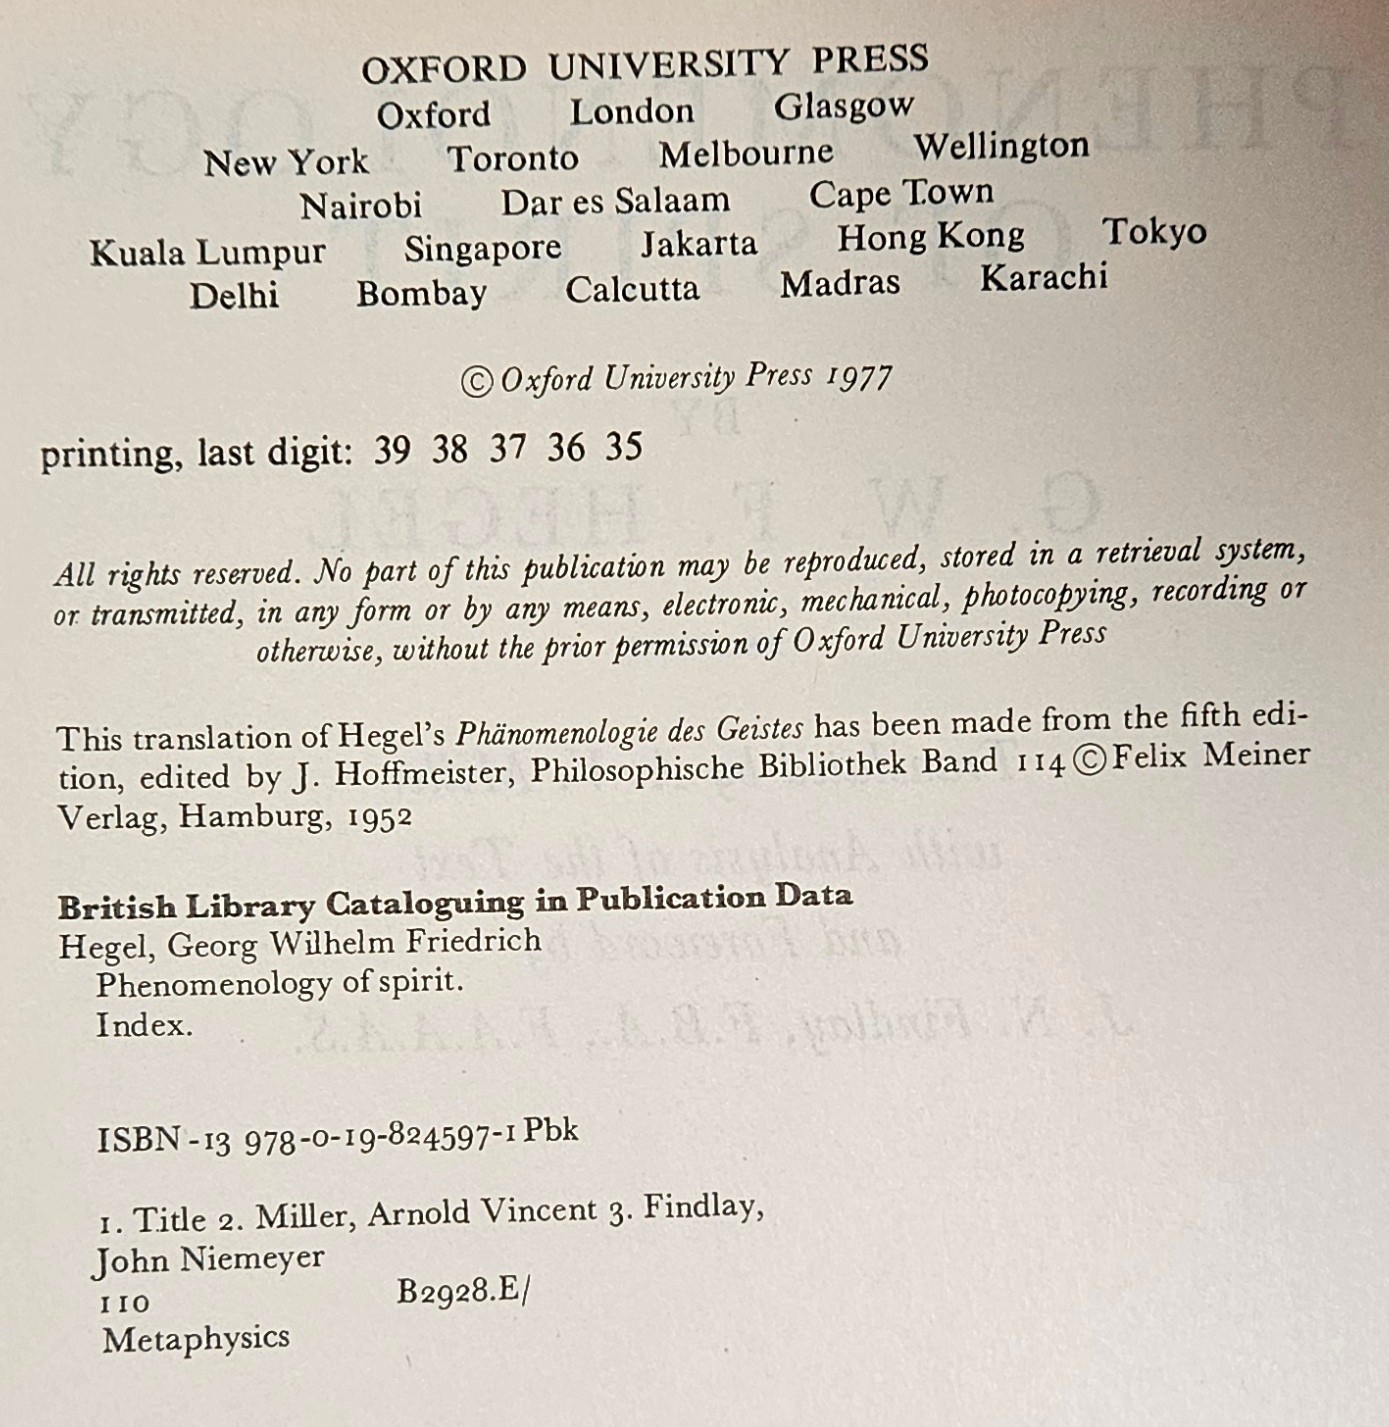 OXFORD UNIVERSITY PRESS
Oxford London Glasgow
New York Toronto Melbourne Wellington
Nairobi Dar es Salaam Cape Town
Kuala Lumpur Singapore Jakarta Hong Kong Tokyo
Delhi Bombay Calcutta Madras Karachi
© Oxford University Press 1977
printing, last digit: 39 38 37 36 35
All rights reserved. No part of this publication may be reproduced, stored in a retrieval system,
or transmitted, in any form or by any means, electronic, mechanical, photocopying, recording or
otherwise, without the prior permission of Oxford University Press
This translation of Hegel's Phänomenologie des Geistes has been made from the fifth edi-
tion, edited by J. Hoffmeister, Philosophische Bibliothek Band 114 © Felix Meiner
Verlag, Hamburg, 1952
British Library Cataloguing in Publication Data
Hegel, Georg Wilhelm Friedrich
Phenomenology of spirit.
Index.
ISBN-13 978-0-19-824597-1 Pbk
1. Title 2. Miller, Arnold Vincent 3. Findlay,
John Niemeyer
110 B2928.E/
Metaphysics